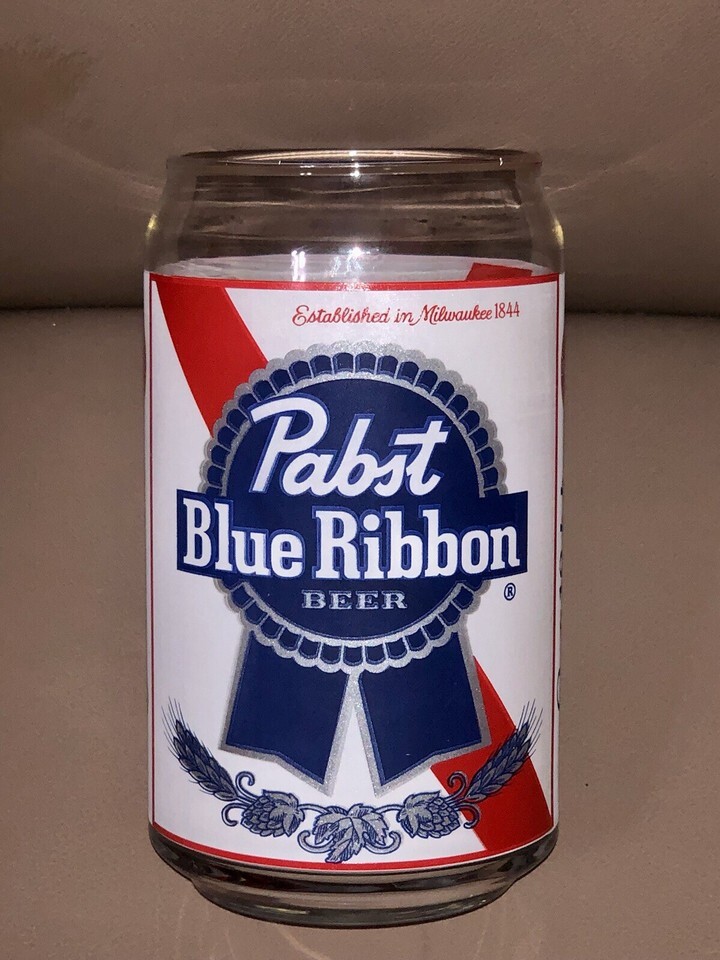 Established in Milwaukee 1844
Pabst
Blue Ribbon
BEER
®